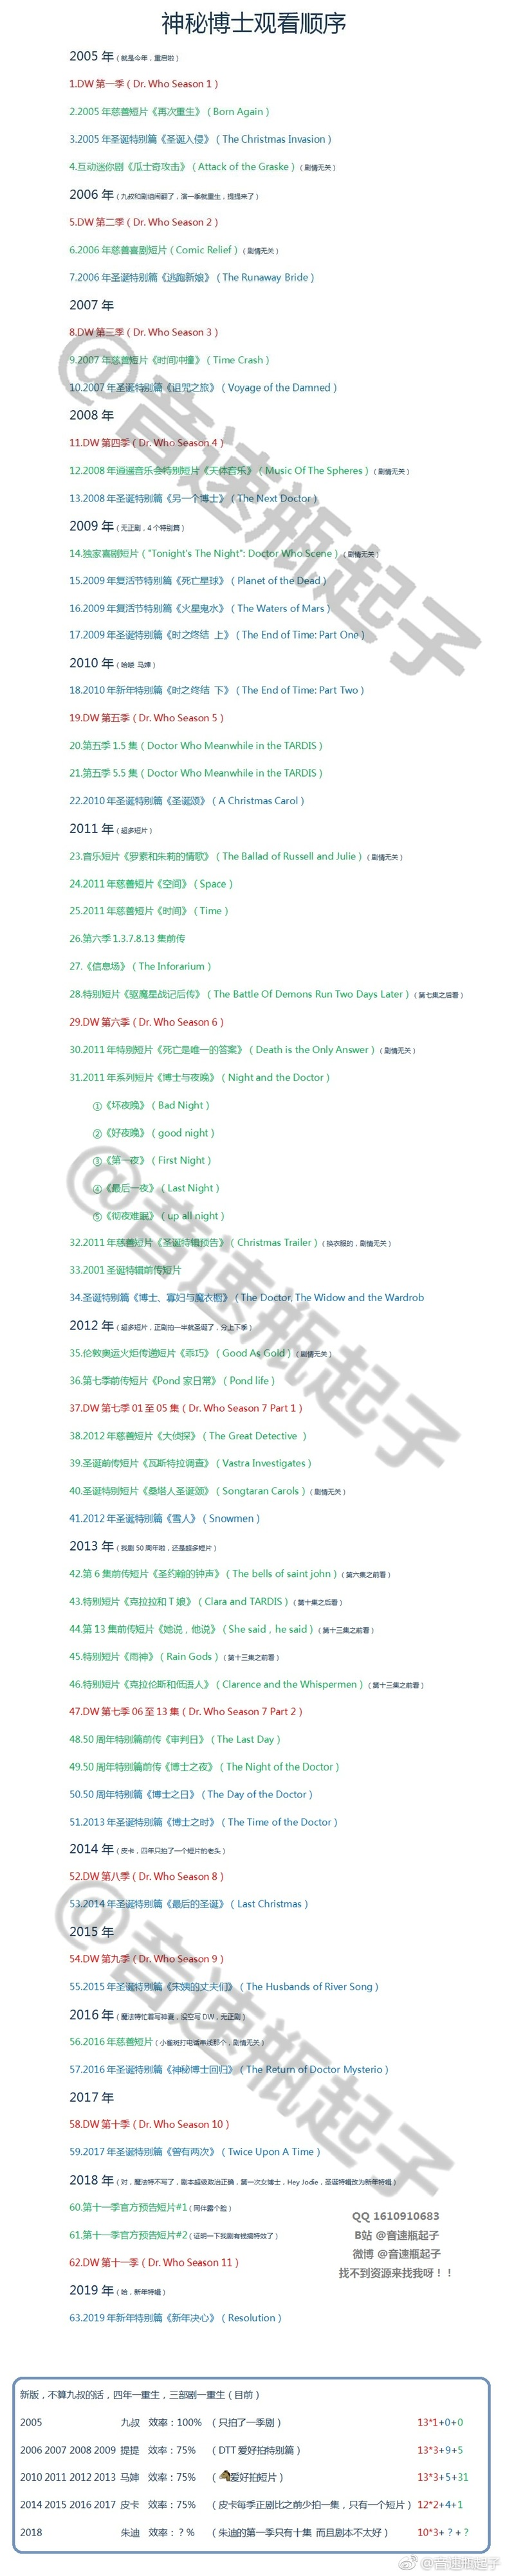 神秘博士观看顺序
2005 年（就是今年，重启啦）
1.DW 第一季（Dr. Who Season 1）
2.2005 年慈善短片《再次重生》（Born Again）
3.2005 年圣诞特别篇《圣诞入侵》（The Christmas Invasion）
4.互动迷你剧《瓜士奇攻击》（Attack of the Graske）（剧情无关）
2006 年（九叔和剧组闹翻了，演一季就重生，提提来了）
5.DW 第二季（Dr. Who Season 2）
6.2006 年慈善喜剧短片（Comic Relief）（剧情无关）
7.2006 年圣诞特别篇《逃跑新娘》（The Runaway Bride）
2007 年
8.DW 第三季（Dr. Who Season 3）
9.2007 年慈善短片《时间冲撞》（Time Crash）
10.2007 年圣诞特别篇《诅咒之旅》（Voyage of the Damned）
2008 年
11.DW 第四季（Dr. Who Season 4）
12.2008 年逍遥音乐会特别短片《天体音乐》（Music Of The Spheres）（剧情无关）
13.2008 年圣诞特别篇《另一个博士》（The Next Doctor）
2009 年（无正剧，4 个特别篇）
14.独家喜剧短片（"Tonight's The Night": Doctor Who Scene）（剧情无关）
15.2009 年复活节特别篇《死亡星球》（Planet of the Dead）
16.2009 年复活节特别篇《火星鬼水》（The Waters of Mars）
17.2009 年圣诞特别篇《时之终结 上》（The End of Time: Part One）
2010 年（哈喽 马婶）
18.2010 年新年特别篇《时之终结 下》（The End of Time: Part Two）
19.DW 第五季（Dr. Who Season 5）
20.第五季 1.5 集（Doctor Who Meanwhile in the TARDIS）
21.第五季 5.5 集（Doctor Who Meanwhile in the TARDIS）
22.2010 年圣诞特别篇《圣诞颂》（A Christmas Carol）
2011 年（超多短片）
23.音乐短片《罗素和朱莉的情歌》（The Ballad of Russell and Julie）（剧情无关）
24.2011 年慈善短片《空间》（Space）
25.2011 年慈善短片《时间》（Time）
26.第六季 1.3.7.8.13 集前传
27.《信息场》（The Inforarium）
28.特别短片《驱魔星战记后传》（The Battle Of Demons Run Two Days Later）（第七集之后看）
29.DW 第六季（Dr. Who Season 6）
30.2011 年特别短片《死亡是唯一的答案》（Death is the Only Answer）（剧情无关）
31.2011 年系列短片《博士与夜晚》（Night and the Doctor）
①《坏夜晚》（Bad Night）
②《好夜晚》（good night）
③《第一夜》（First Night）
④《最后一夜》（Last Night）
⑤《彻夜难眠》（up all night）
32.2011 年慈善短片《圣诞特辑预告》（Christmas Trailer）（换衣服的，剧情无关）
33.2001 圣诞特辑前传短片
34.圣诞特别篇《博士、寡妇与魔衣橱》（The Doctor, The Widow and the Wardrob
2012 年（超多短片，正剧拍一半就圣诞了，分上下季）
35.伦敦奥运火炬传递短片《乖巧》（Good As Gold）（剧情无关）
36.第七季前传短片《Pond 家日常》（Pond life）
37.DW 第七季 01 至 05 集（Dr. Who Season 7 Part 1）
38.2012 年慈善短片《大侦探》（The Great Detective ）
39.圣诞前传短片《瓦斯特拉调查》（Vastra Investigates）
40.圣诞特别短片《桑塔人圣诞颂》（Songtaran Carols）（剧情无关）
41.2012 年圣诞特别篇《雪人》（Snowmen）
2013 年（我剧 50 周年啦，还是超多短片）
42.第 6 集前传短片《圣约翰的钟声》（The bells of saint john）（第六集之前看）
43.特别短片《克拉拉和 T 娘》（Clara and TARDIS）（第十集之后看）
44.第 13 集前传短片《她说，他说》（She said，he said）（第十三集之前看）
45.特别短片《雨神》（Rain Gods）（第十三集之前看）
46.特别短片《克拉伦斯和低语人》（Clarence and the Whispermen）（第十三集之前看）
47.DW 第七季 06 至 13 集（Dr. Who Season 7 Part 2）
48.50 周年特别篇前传《审判日》（The Last Day）
49.50 周年特别篇前传《博士之夜》（The Night of the Doctor）
50.50 周年特别篇《博士之日》（The Day of the Doctor）
51.2013 年圣诞特别篇《博士之时》（The Time of the Doctor）
2014 年（皮卡，四年只拍了一个短片的老头）
52.DW 第八季（Dr. Who Season 8）
53.2014 年圣诞特别篇《最后的圣诞》（Last Christmas）
2015 年
54.DW 第九季（Dr. Who Season 9）
55.2015 年圣诞特别篇《宋姨的丈夫们》（The Husbands of River Song）
2016 年（魔法特忙着写神夏，没空写 DW，无正剧）
56.2016 年慈善短片（小雀斑打电话串线那个，剧情无关）
57.2016 年圣诞特别篇《神秘博士回归》（The Return of Doctor Mysterio）
2017 年
58.DW 第十季（Dr. Who Season 10）
59.2017 年圣诞特别篇《曾有两次》（Twice Upon A Time）
2018 年（对，魔法特不写了，剧本超级政治正确，第一次女博士，Hey Jodie，圣诞特辑改为新年特辑）
60.第十一季官方预告短片#1（同伴露个脸）
61.第十一季官方预告短片#2（证明一下我剧有钱搞特效了）
62.DW 第十一季（Dr. Who Season 11）
2019 年（哈，新年特辑）
63.2019 年新年特别篇《新年决心》（Resolution）
QQ 1610910683
B站 @音速瓶起子
微博 @音速瓶起子
找不到资源来找我呀！！
新版，不算九叔的话，四年一重生，三部剧一重生（目前）
2005 九叔 效率：100% （只拍了一季剧） 13*1+0+0
2006 2007 2008 2009 提提 效率：75% （DTT 爱好拍特别篇） 13*3+9+5
2010 2011 2012 2013 马婶 效率：75% （爱好拍短片） 13*3+5+31
2014 2015 2016 2017 皮卡 效率：75% （皮卡每季正剧比之前少拍一集，只有一个短片） 12*2+4+1
2018 朱迪 效率：？% （朱迪的第一季只有十集 而且剧本不太好） 10*3+？+？
@音速瓶起子
@音速瓶起子
@音速瓶起子
@音速瓶起子